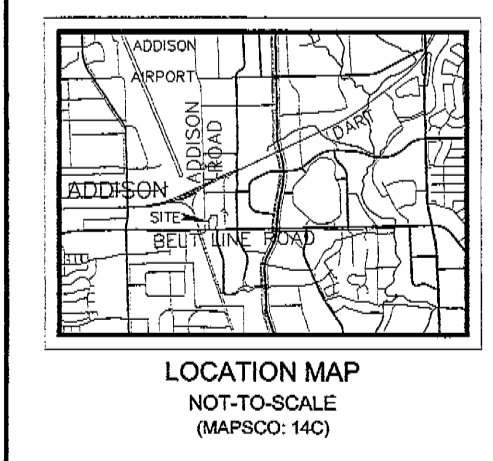 ADDISON
AIRPORT
ADDISON
ROAD
DART
ADDISON
SITE
BELT LINE ROAD
LOCATION MAP
NOT-TO-SCALE
(MAPSCO: 14C)